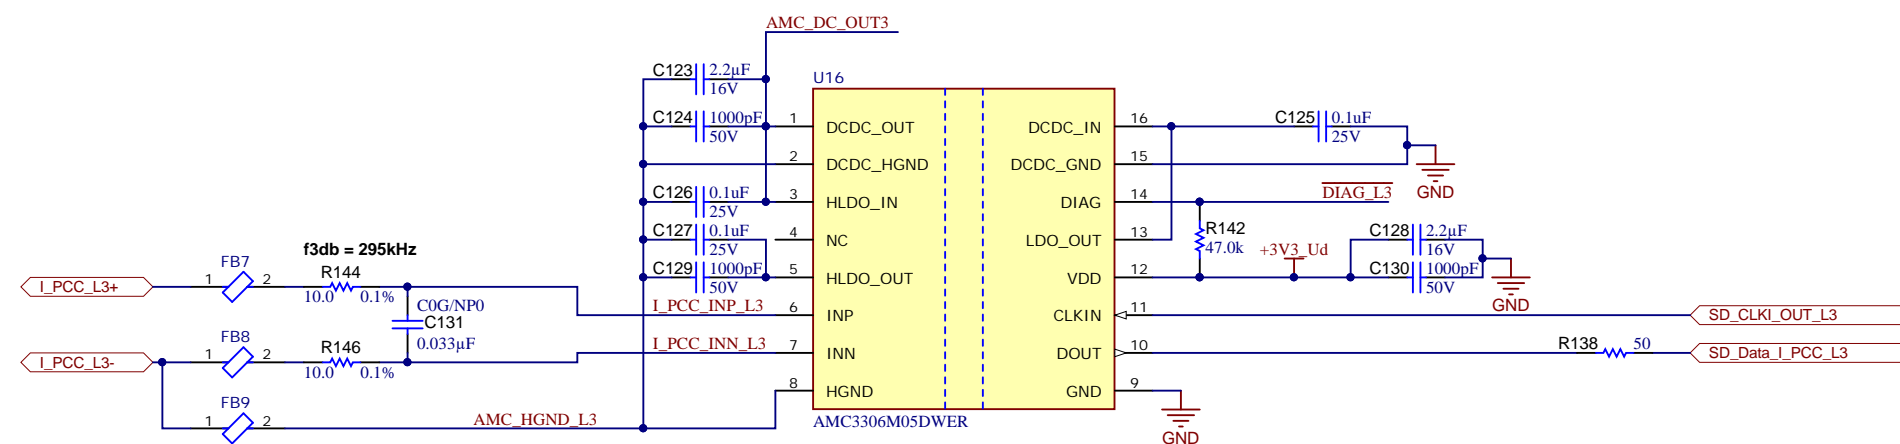 AMC_DC_OUT3
C123 2.2µF
16V
U16
C124 1000pF
50V
1 DCDC_OUT
DCDC_IN 16
C125 0.1uF
25V
2 DCDC_HGND
DCDC_GND 15
GND
C126 0.1uF
25V
3 HLDO_IN
DIAG 14
DIAG_L3
C127 0.1uF
25V
4 NC
LDO_OUT 13
R142
47.0k
+3V3_Ud
C128 2.2µF
16V
f3db = 295kHz
C129 1000pF
50V
5 HLDO_OUT
VDD 12
C130 1000pF
50V
GND
I_PCC_L3+
1 FB7 2
R144
10.0 0.1%
C0G/NP0
C131
0.033µF
I_PCC_INP_L3
6 INP
CLKIN 11
SD_CLKI_OUT_L3
I_PCC_L3-
1 FB8 2
R146
10.0 0.1%
I_PCC_INN_L3
7 INN
DOUT 10
R138 50
SD_Data_I_PCC_L3
8 HGND
GND 9
1 FB9 2
AMC_HGND_L3
AMC3306M05DWER
GND